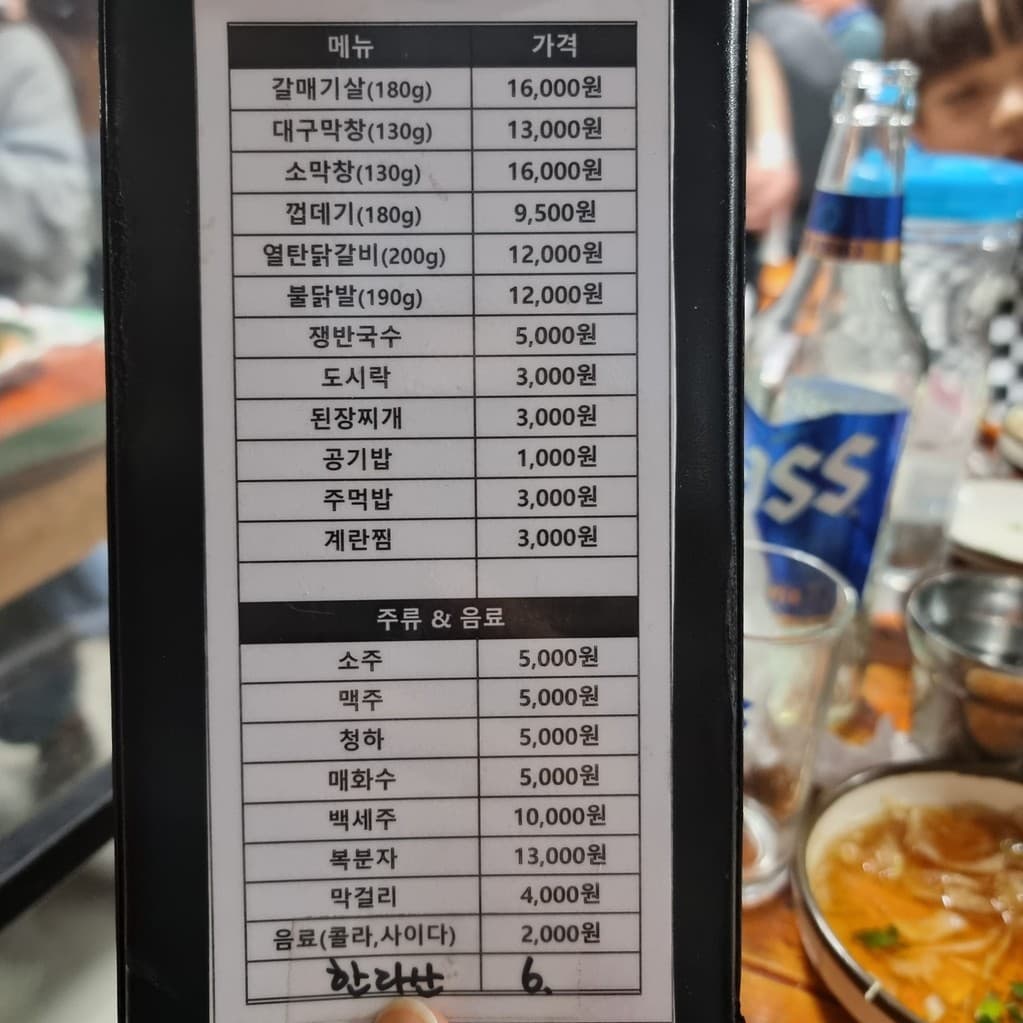 메뉴 가격
갈매기살(180g) 16,000원
대구막창(130g) 13,000원
소막창(130g) 16,000원
껍데기(180g) 9,500원
열탄닭갈비(200g) 12,000원
불닭발(190g) 12,000원
쟁반국수 5,000원
도시락 3,000원
된장찌개 3,000원
공기밥 1,000원
주먹밥 3,000원
계란찜 3,000원
주류 & 음료
소주 5,000원
맥주 5,000원
청하 5,000원
매화수 5,000원
백세주 10,000원
복분자 13,000원
막걸리 4,000원
음료(콜라,사이다) 2,000원
한라산 6.
ass